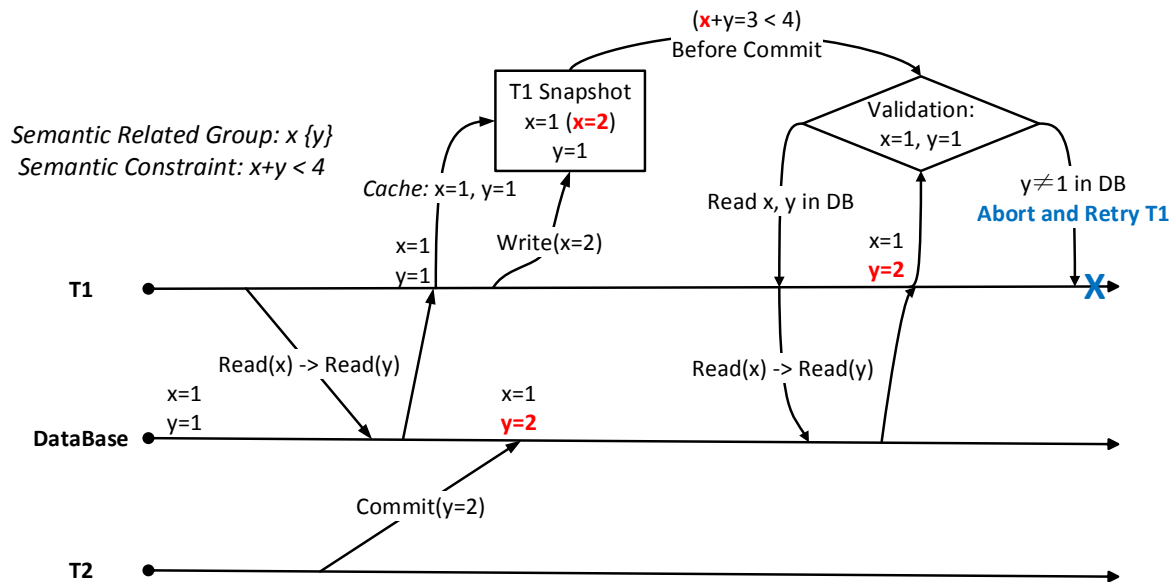 (x+y=3 < 4)
Before Commit
T1 Snapshot
x=1 (x=2)
y=1
Validation:
x=1, y=1
Semantic Related Group: x {y}
Semantic Constraint: x+y < 4
Cache: x=1, y=1
Read x, y in DB
y≠1 in DB
Abort and Retry T1
Write(x=2)
x=1
y=1
x=1
y=2
T1
X
Read(x) -> Read(y)
Read(x) -> Read(y)
x=1
y=1
x=1
y=2
DataBase
Commit(y=2)
T2